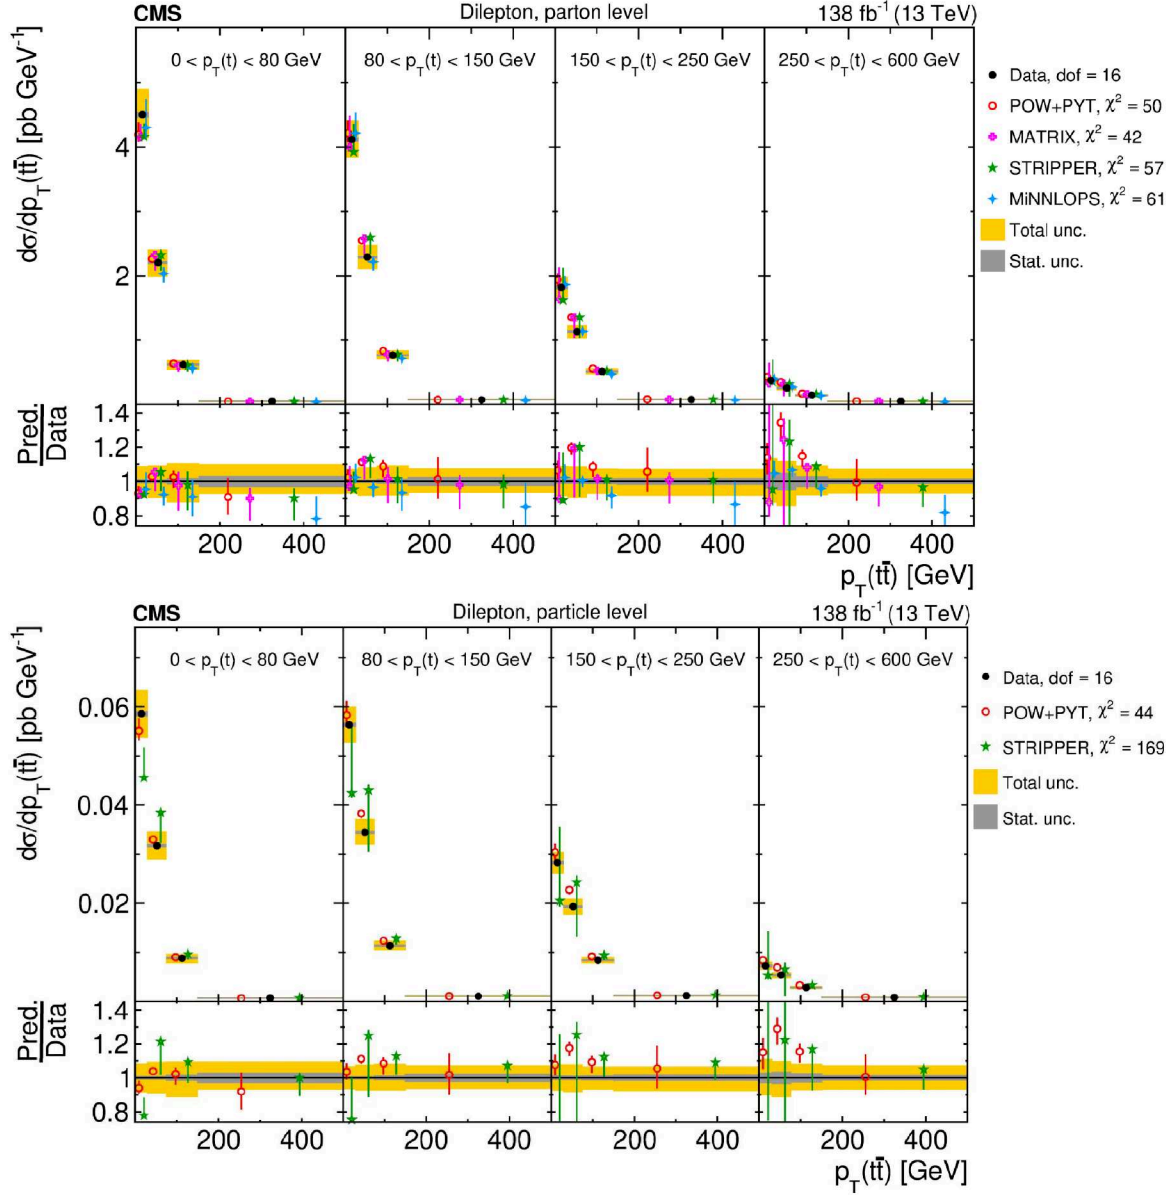 CMS Dilepton, parton level 138 fb⁻¹ (13 TeV)
dσ/dp_T(tt̄) [pb GeV⁻¹]
0 < p_T(t) < 80 GeV 80 < p_T(t) < 150 GeV 150 < p_T(t) < 250 GeV 250 < p_T(t) < 600 GeV
4
2
Data, dof = 16
POW+PYT, χ² = 50
MATRIX, χ² = 42
STRIPPER, χ² = 57
MiNNLOPS, χ² = 61
Total unc.
Stat. unc.
Pred.
Data
1.4
1.2
1
0.8
200 400 200 400 200 400 200 400
p_T(tt̄) [GeV]
CMS Dilepton, particle level 138 fb⁻¹ (13 TeV)
dσ/dp_T(tt̄) [pb GeV⁻¹]
0 < p_T(t) < 80 GeV 80 < p_T(t) < 150 GeV 150 < p_T(t) < 250 GeV 250 < p_T(t) < 600 GeV
0.06
0.04
0.02
Data, dof = 16
POW+PYT, χ² = 44
STRIPPER, χ² = 169
Total unc.
Stat. unc.
Pred.
Data
1.4
1.2
1
0.8
200 400 200 400 200 400 200 400
p_T(tt̄) [GeV]